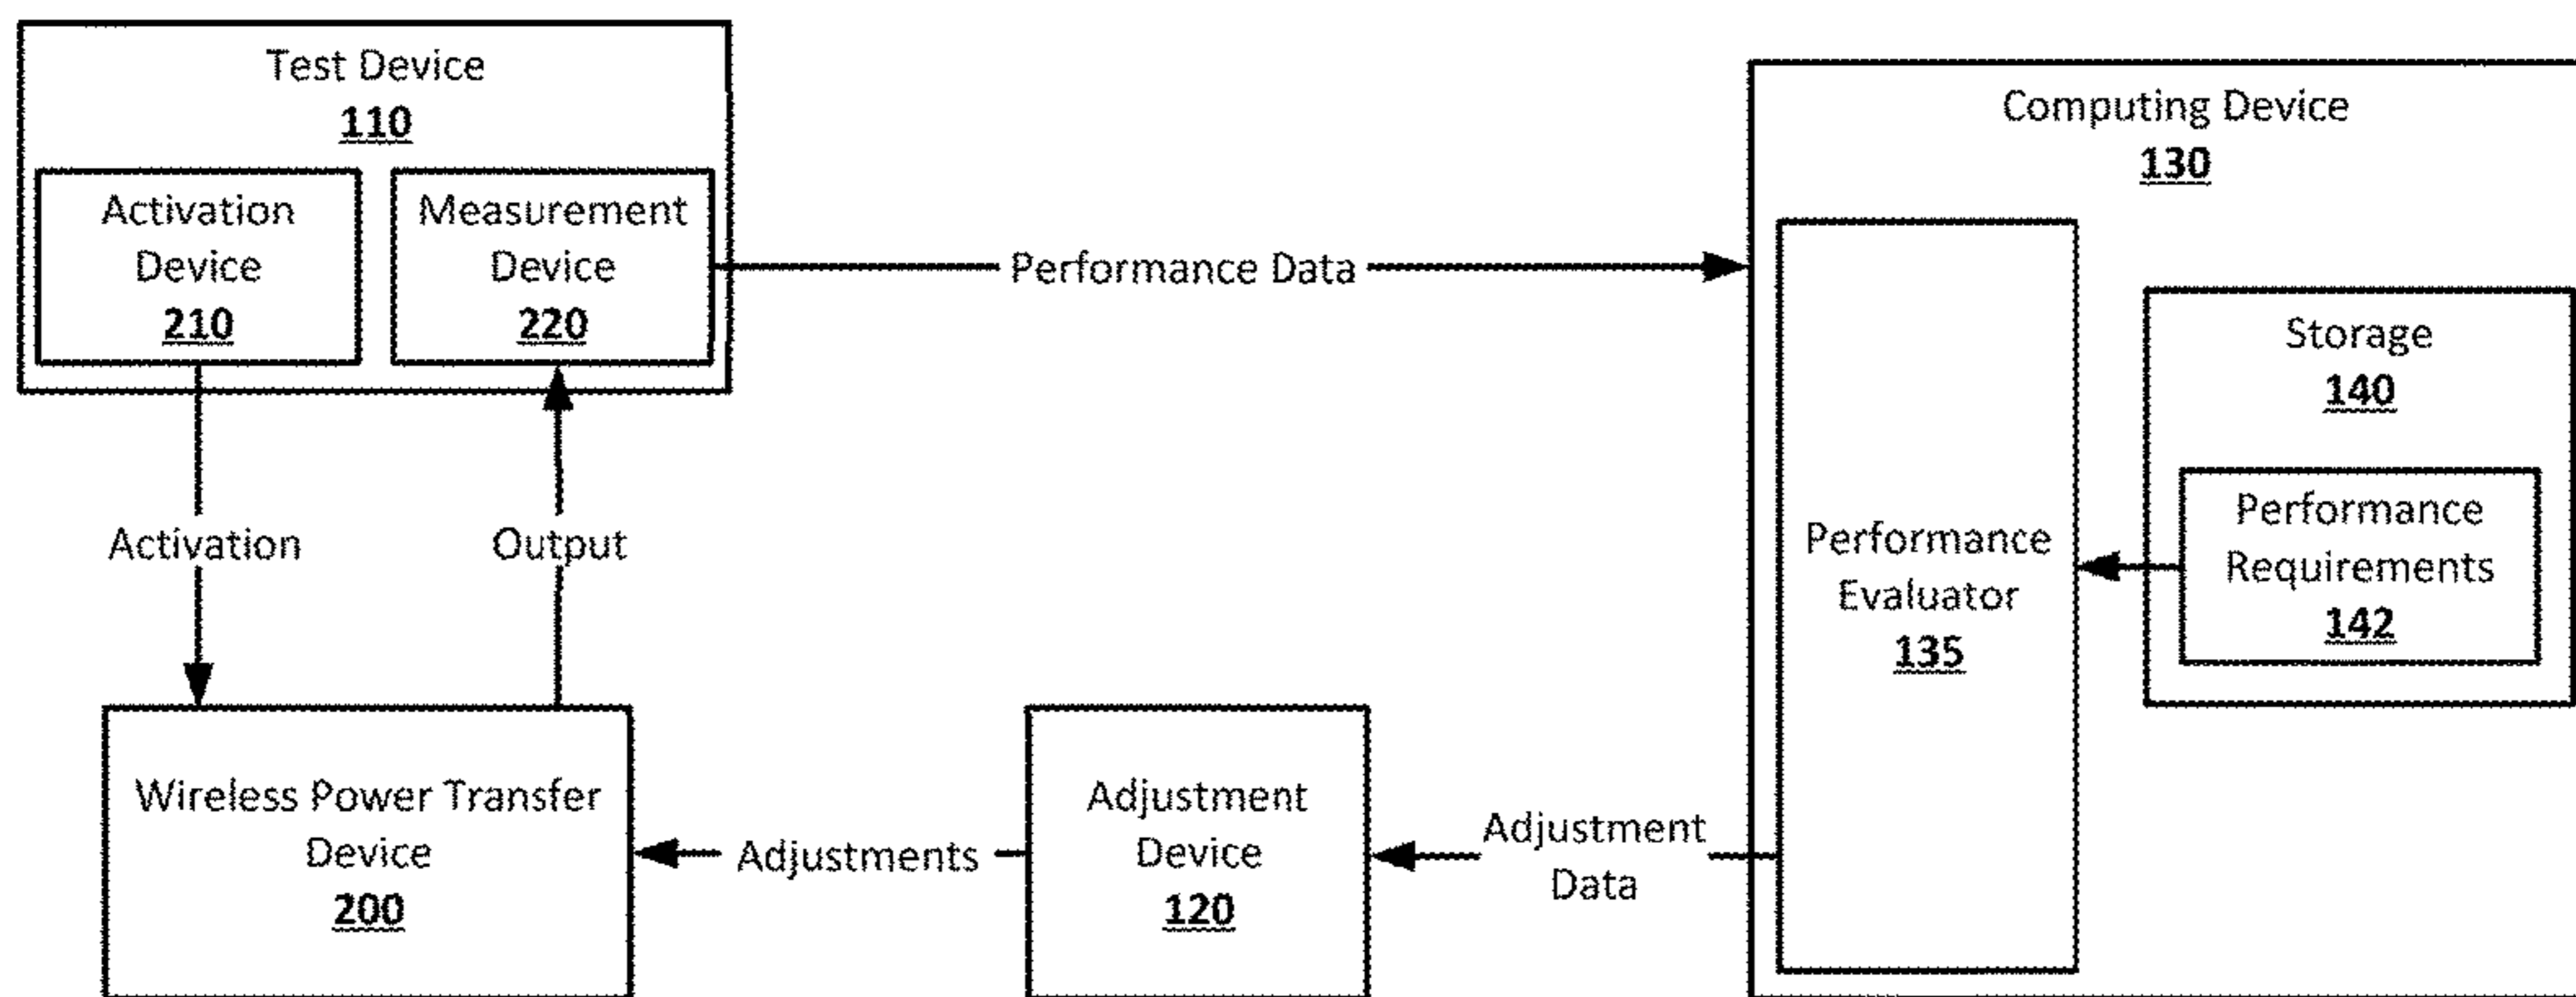 Test Device
110
Activation
Device
210
Measurement
Device
220
Performance Data
Computing Device
130
Storage
140
Performance
Requirements
142
Performance
Evaluator
135
Activation
Output
Wireless Power Transfer
Device
200
Adjustments
Adjustment
Device
120
Adjustment
Data